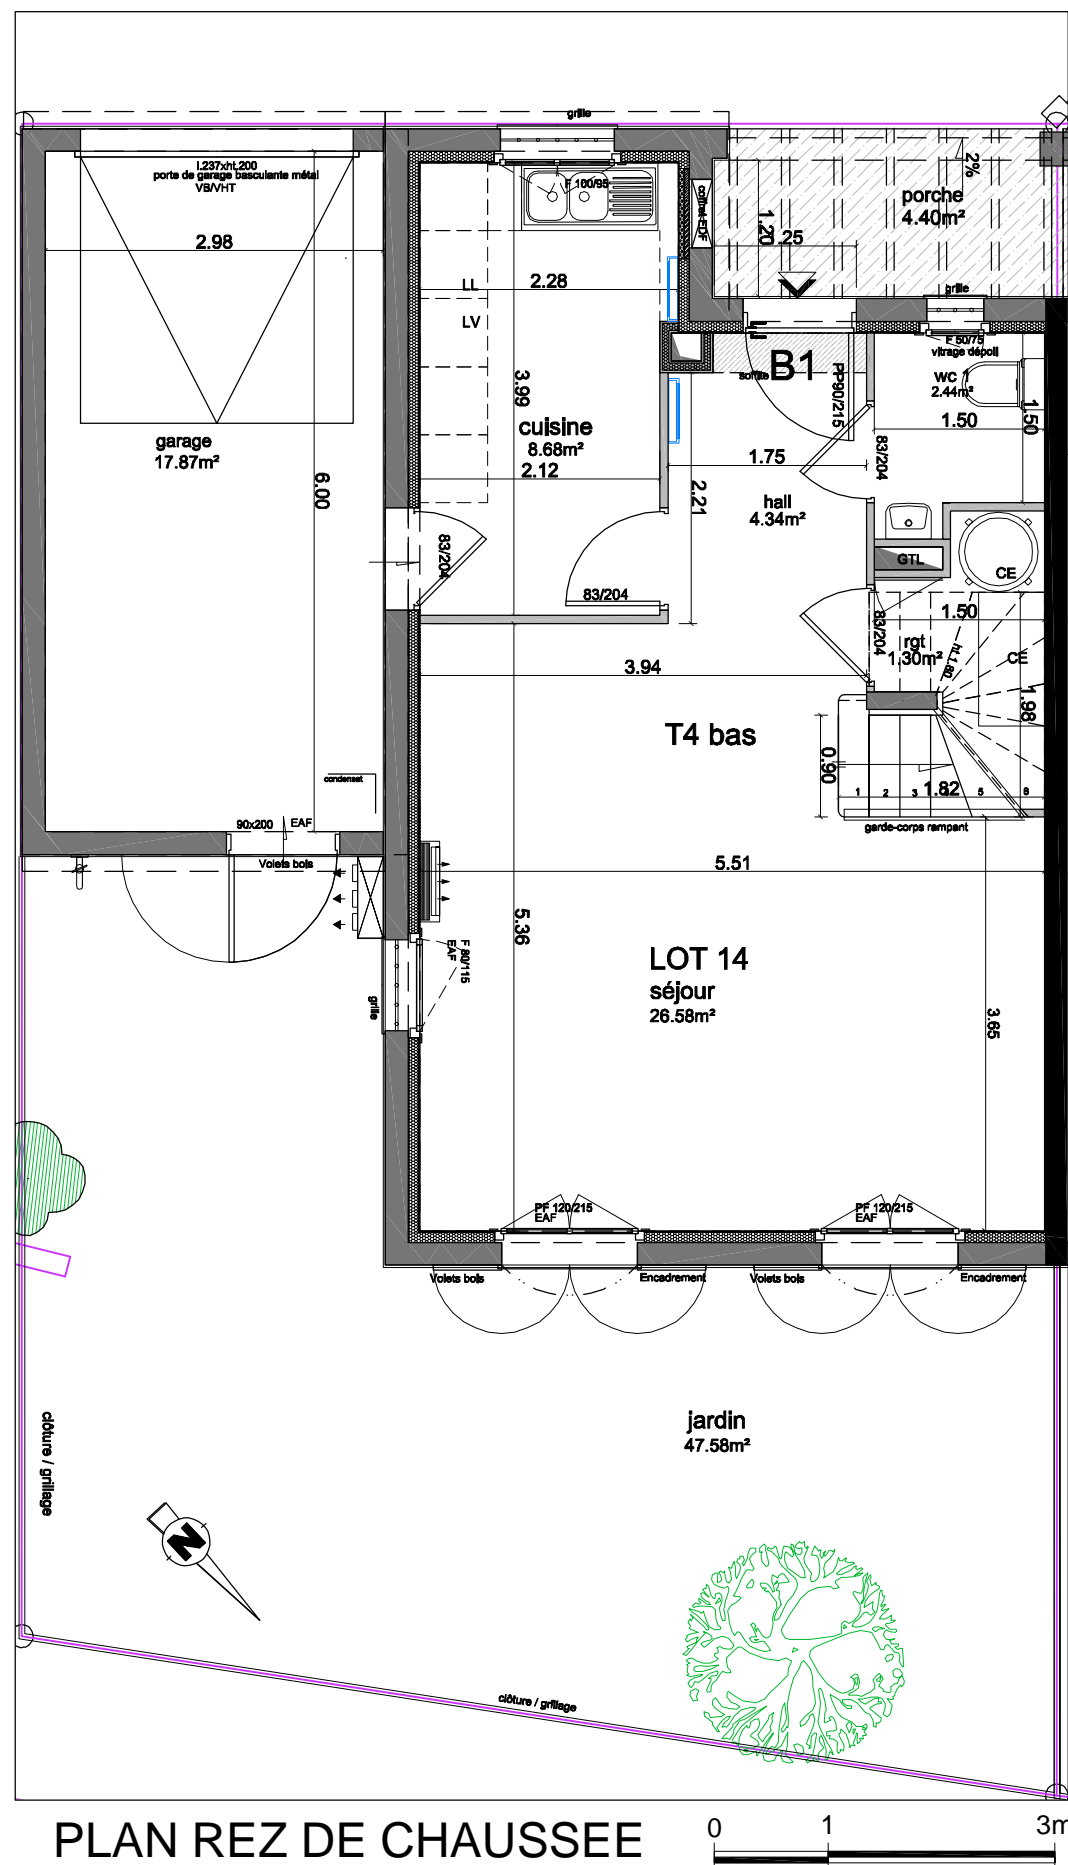 grille
l.237xht.200
porte de garage basculante métal
VB/VHT
F 100/95
coffret EDF
2%
porche
4.40m²
1.20
.25
2.98
LL
2.28
LV
grille
F 50/75
vitrage dépoli
B1
soffite
PP90/215
WC 1
2.44m²
1.50
1.50
3.99
cuisine
8.68m²
2.12
garage
17.87m²
6.00
1.75
2.21
83/204
hall
4.34m²
83/204
GTL
CE
83/204
1.50
83/204
rgt
1.30m²
ht.1.80
CE
3.94
1.98
T4 bas
0.90
1.82
1
2
3
5
6
garde-corps rampant
condensat
90x200
EAF
Volets bois
5.51
5.36
F 80/115
EAF
grille
LOT 14
séjour
26.58m²
3.65
PF 120/215
EAF
PF 120/215
EAF
Volets bois
Encadrement
Volets bois
Encadrement
clôture / grillage
jardin
47.58m²
N
clôture / grillage
PLAN REZ DE CHAUSSEE
0
1
3m